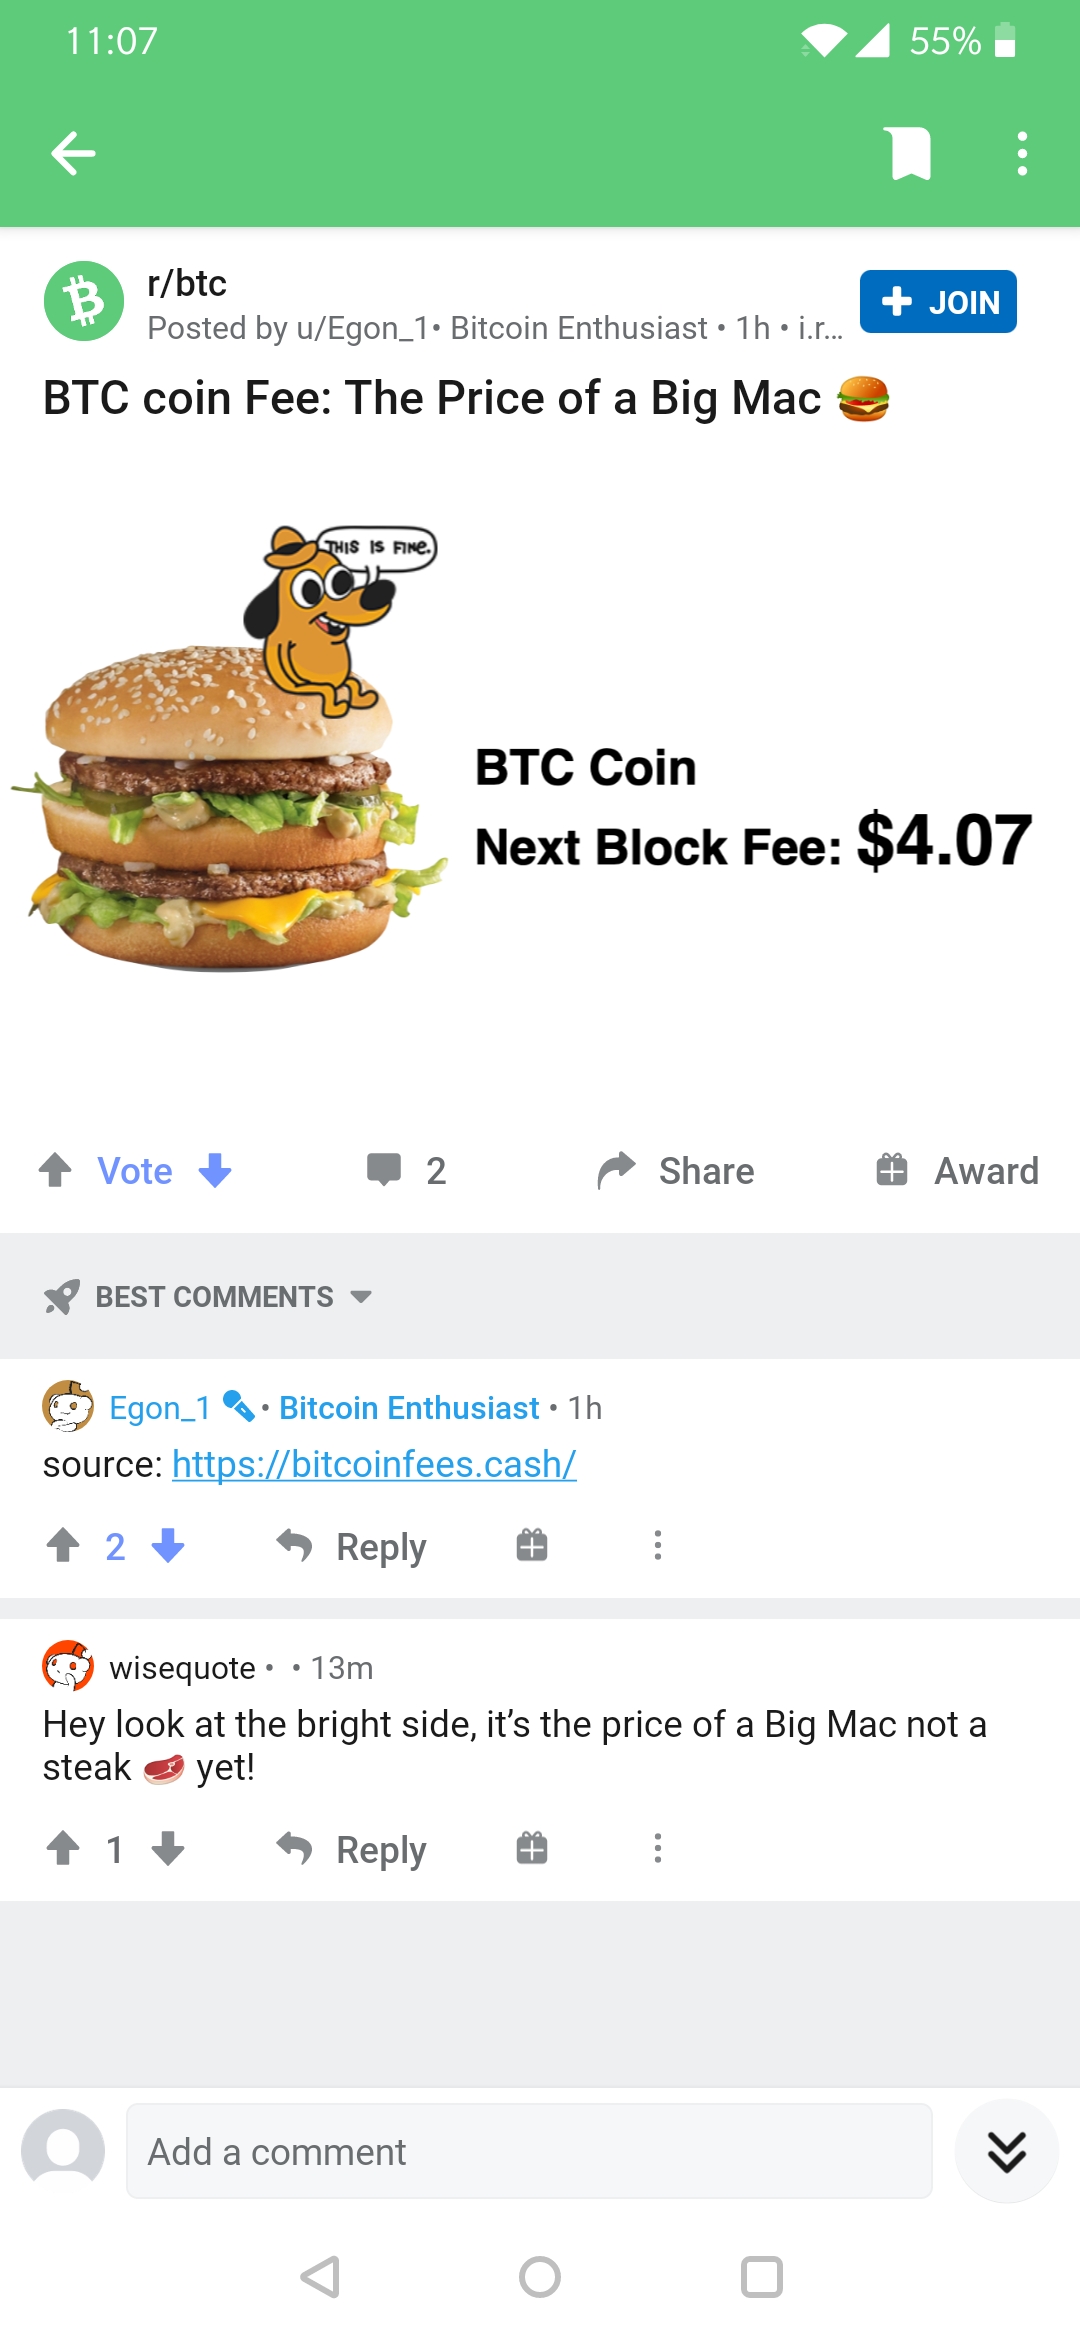 11:07
55%
r/btc
Posted by u/Egon_1• Bitcoin Enthusiast • 1h • i.r...
+ JOIN
BTC coin Fee: The Price of a Big Mac 🍔
THIS IS FINE.
BTC Coin
Next Block Fee: $4.07
Vote
2
Share
Award
BEST COMMENTS
Egon_1 • Bitcoin Enthusiast • 1h
source: https://bitcoinfees.cash/
2
Reply
wisequote • • 13m
Hey look at the bright side, it’s the price of a Big Mac not a
steak 🥩 yet!
1
Reply
Add a comment